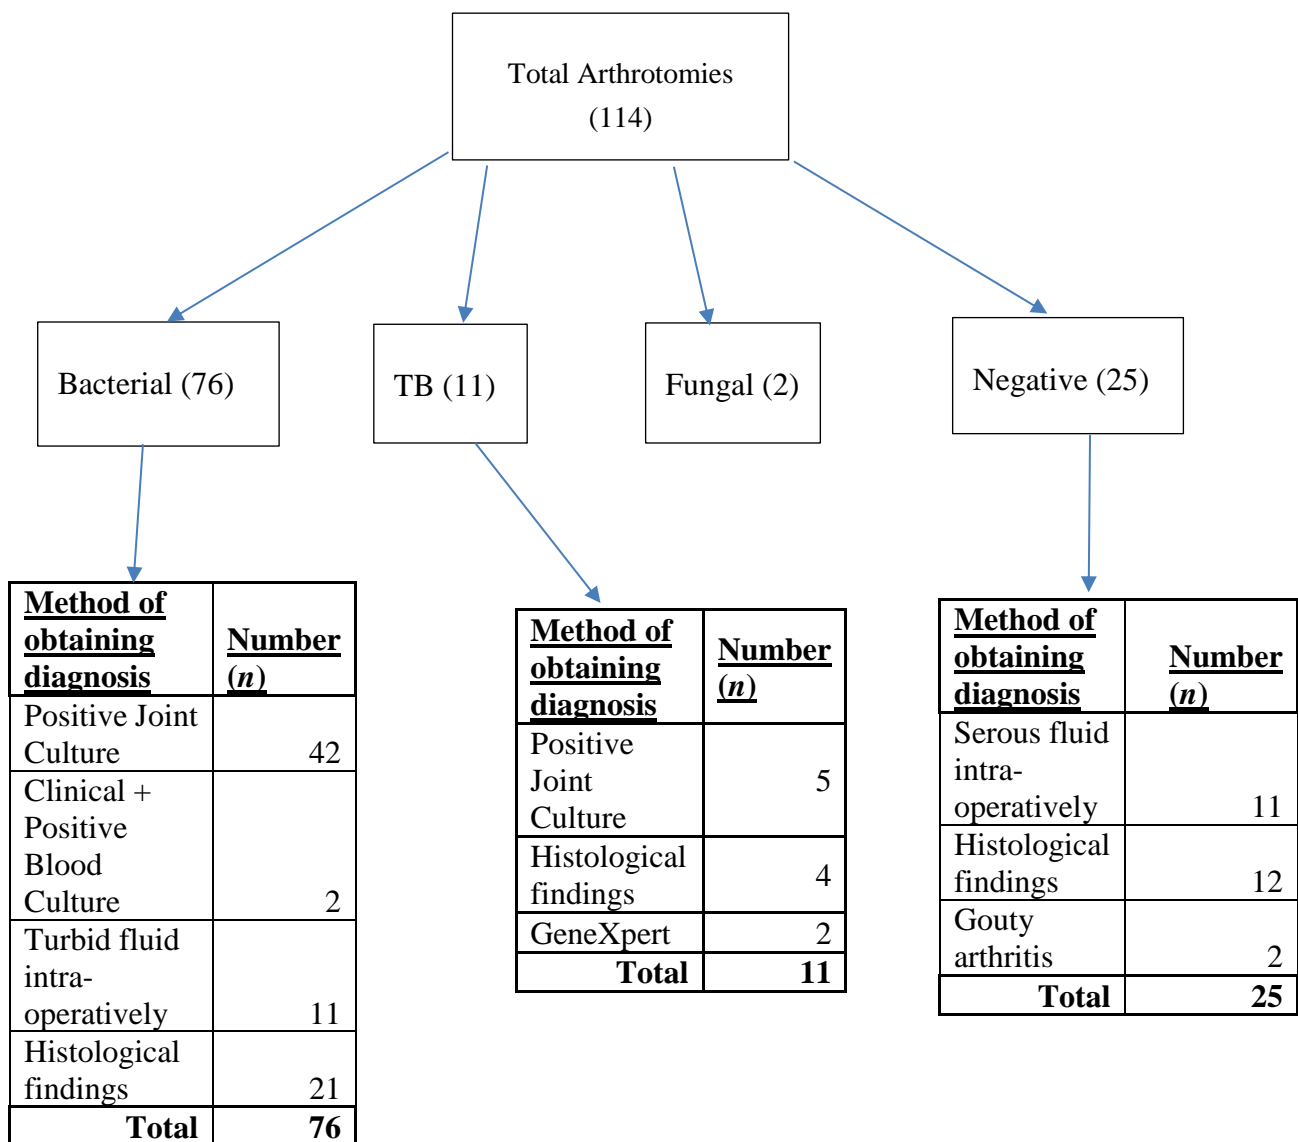 Total Arthrotomies
(114)
Bacterial (76)
TB (11)
Fungal (2)
Negative (25)
Method of
obtaining
diagnosis
Number
(n)
Positive Joint
Culture
42
Clinical +
Positive
Blood
Culture
2
Turbid fluid
intra-
operatively
11
Histological
findings
21
Total
76
Method of
obtaining
diagnosis
Number
(n)
Positive
Joint
Culture
5
Histological
findings
4
GeneXpert
2
Total
11
Method of
obtaining
diagnosis
Number
(n)
Serous fluid
intra-
operatively
11
Histological
findings
12
Gouty
arthritis
2
Total
25